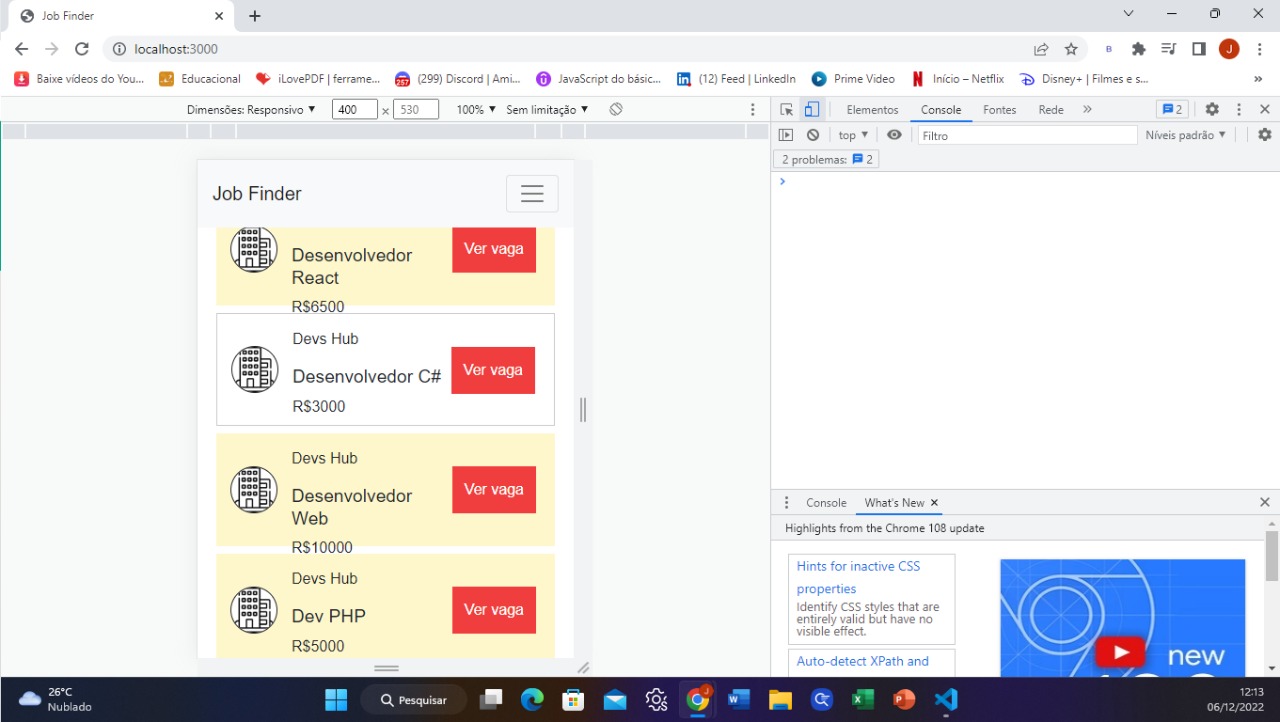 Job Finder
localhost:3000
J
Baixe vídeos do You...
Educacional
iLovePDF | ferrame...
(299) Discord | Ami...
JavaScript do básic...
(12) Feed | LinkedIn
Prime Video
Início – Netflix
Disney+ | Filmes e s...
»
Dimensões: Responsivo
400 × 530
100%
Sem limitação
Elementos
Console
Fontes
Rede
»
2
top
Filtro
Níveis padrão
2 problemas: 2
Job Finder
Desenvolvedor
React
R$6500
Ver vaga
Devs Hub
Desenvolvedor C#
R$3000
Ver vaga
Devs Hub
Desenvolvedor
Web
R$10000
Ver vaga
Devs Hub
Dev PHP
R$5000
Ver vaga
Console
What's New
Highlights from the Chrome 108 update
Hints for inactive CSS
properties
Identify CSS styles that are
entirely valid but have no
visible effect.
Auto-detect XPath and
new
26°C
Nublado
Pesquisar
12:13
06/12/2022